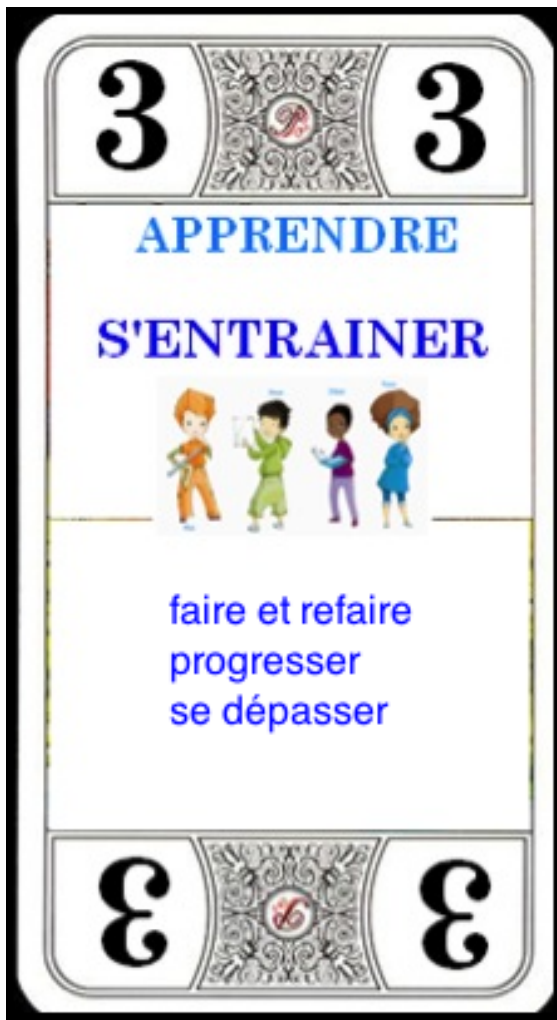 3 3
APPRENDRE
S'ENTRAINER
faire et refaire
progresser
se dépasser
3 3